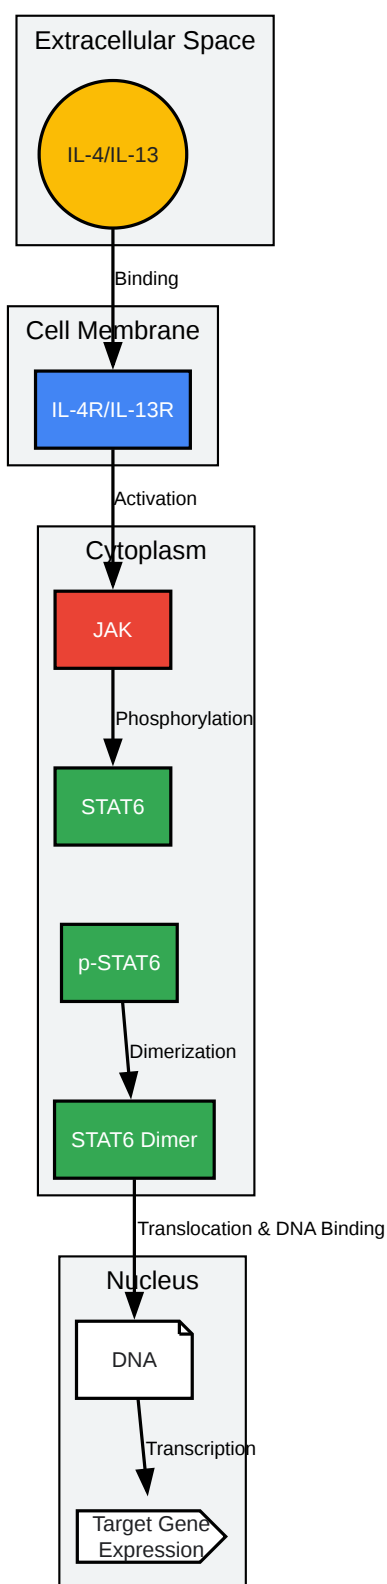 Extracellular Space
IL-4/IL-13
Binding
Cell Membrane
IL-4R/IL-13R
Activation
Cytoplasm
JAK
Phosphorylation
STAT6
p-STAT6
Dimerization
STAT6 Dimer
Translocation & DNA Binding
Nucleus
DNA
Transcription
Target Gene
Expression